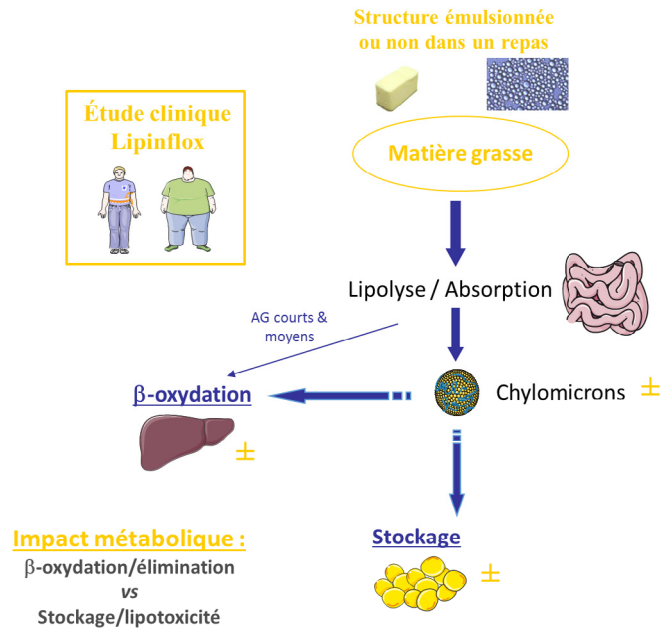 Structure émulsionnée
ou non dans un repas
Étude clinique
Lipinflox
Matière grasse
Lipolyse / Absorption
AG courts &
moyens
β-oxydation
Chylomicrons ±
±
Stockage
±
Impact métabolique :
β-oxydation/élimination
vs
Stockage/lipotoxicité